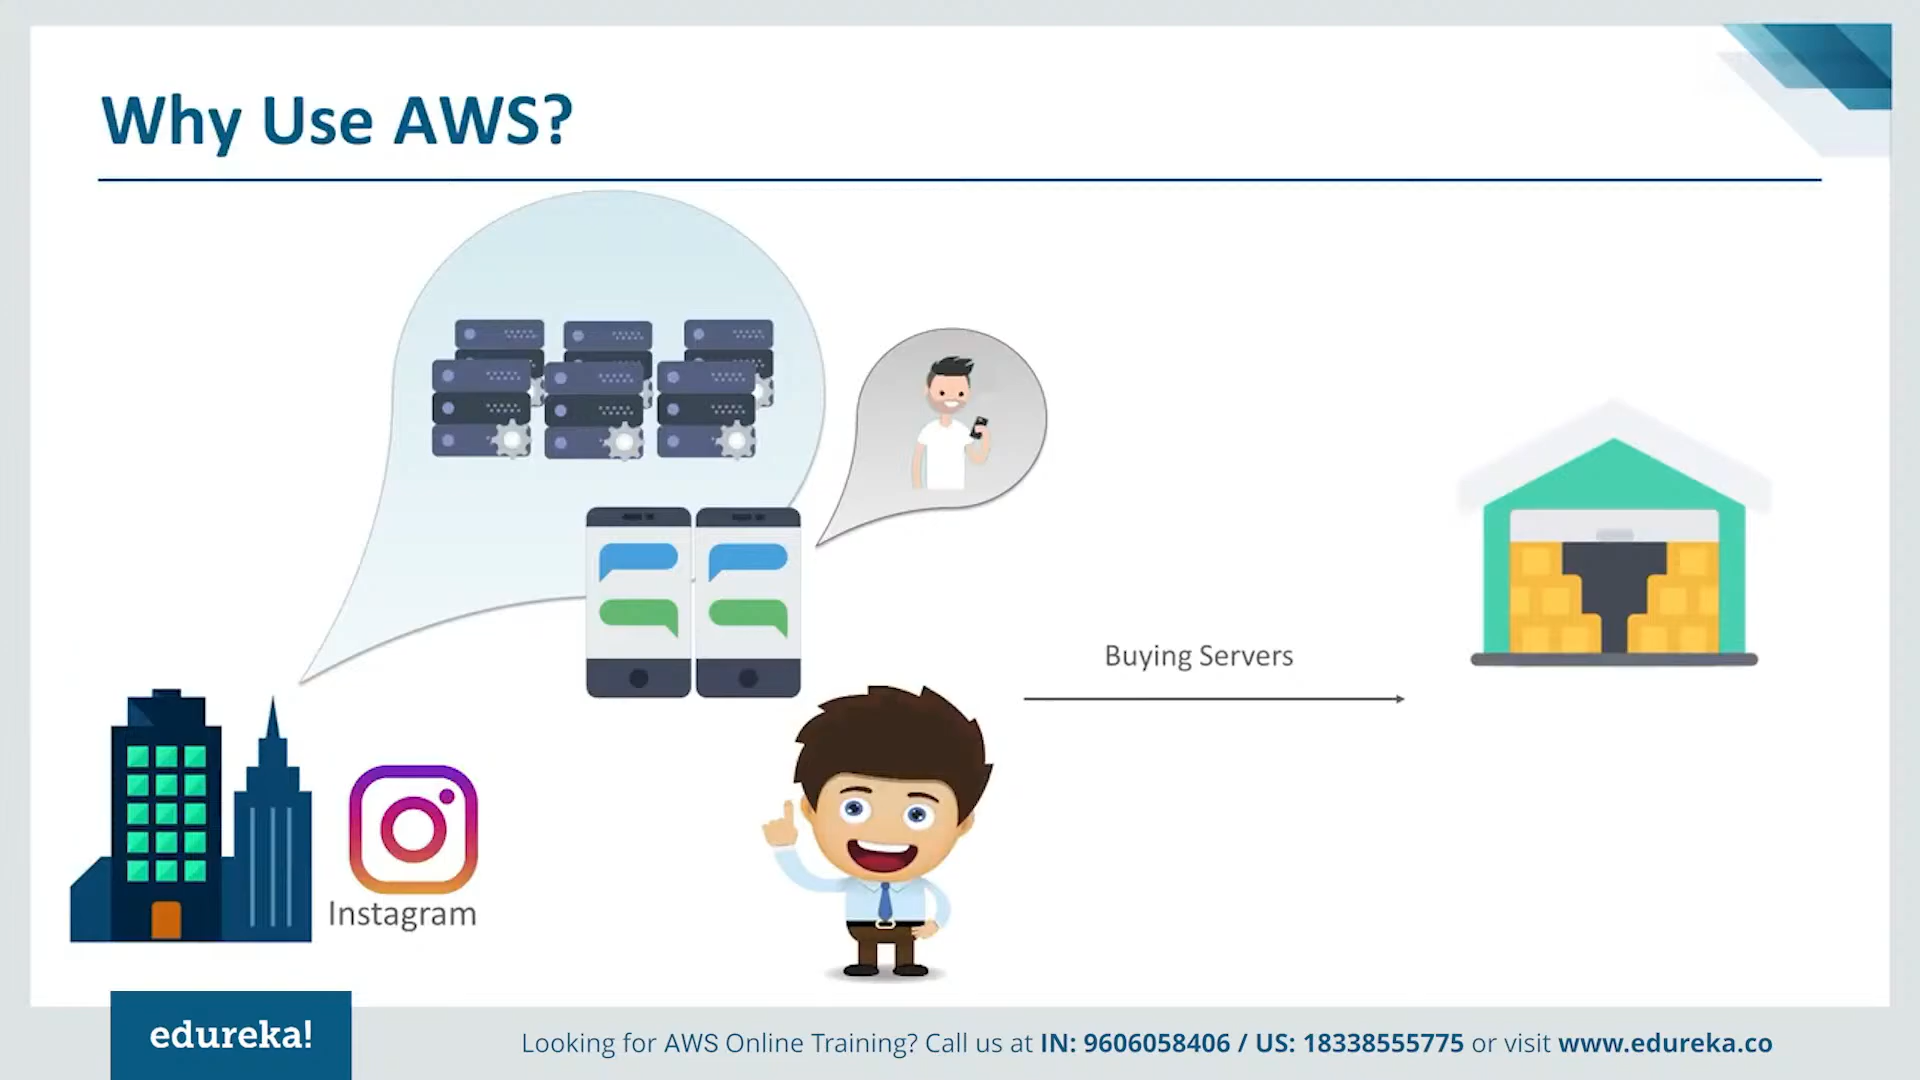 Why Use AWS?
Buying Servers
Instagram
edureka!
Looking for AWS Online Training? Call us at IN: 9606058406 / US: 18338555775 or visit www.edureka.co